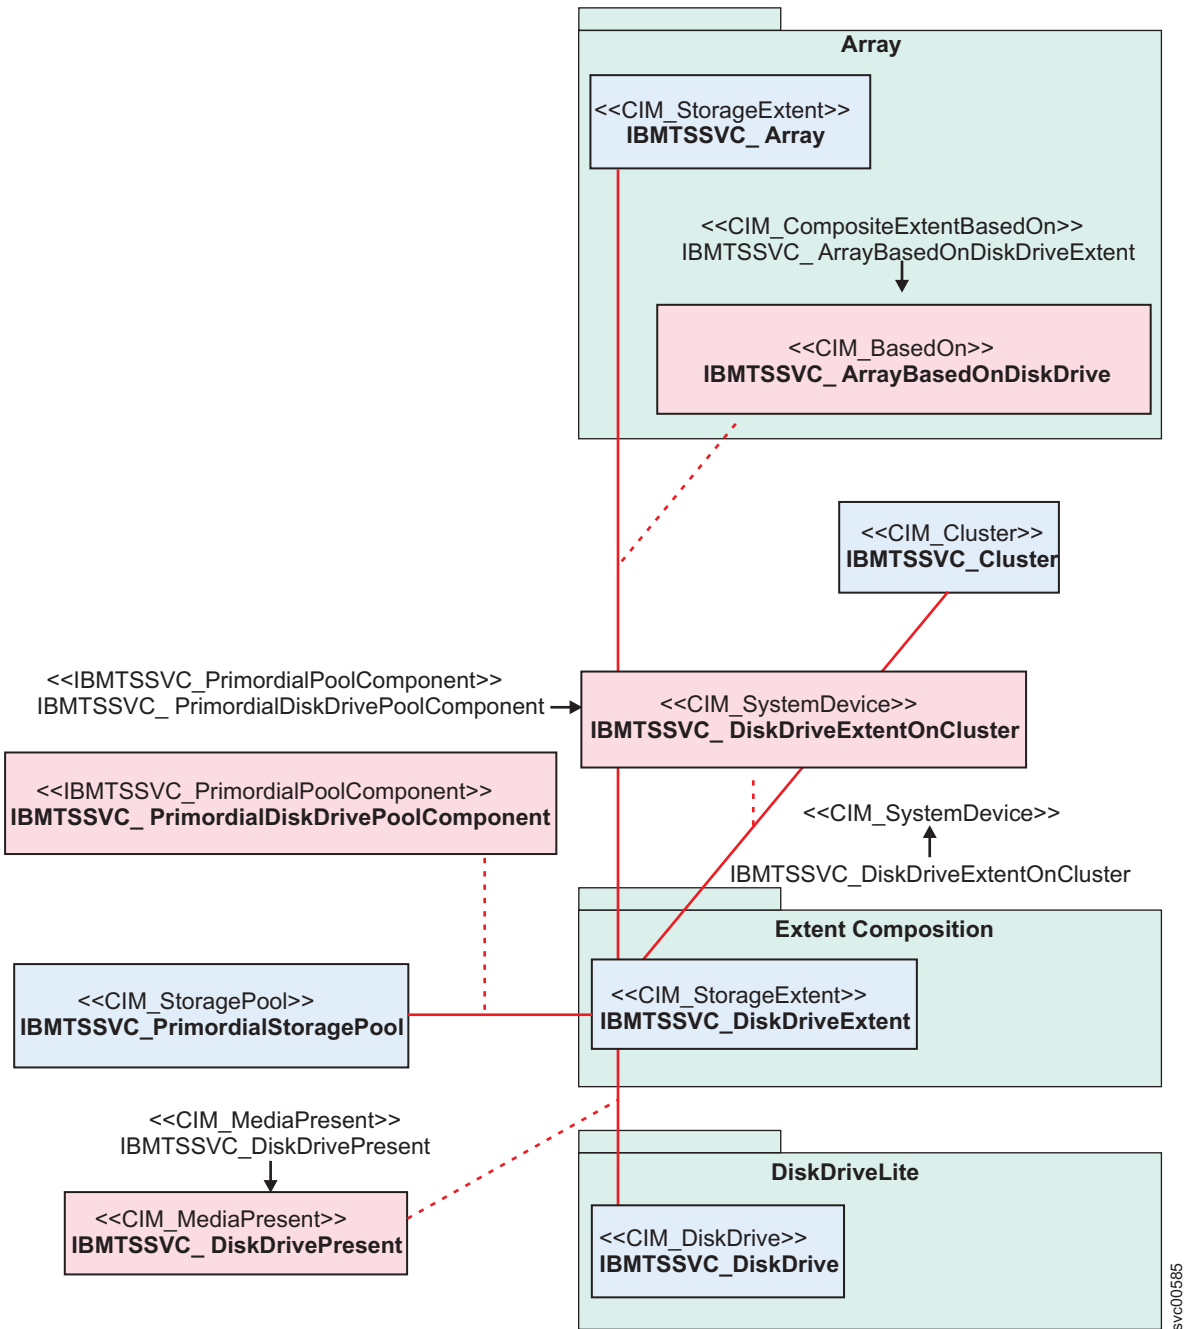 Array
<<CIM_StorageExtent>>
IBMTSSVC_ Array
<<CIM_CompositeExtentBasedOn>>
IBMTSSVC_ ArrayBasedOnDiskDriveExtent
<<CIM_BasedOn>>
IBMTSSVC_ ArrayBasedOnDiskDrive
<<CIM_Cluster>>
IBMTSSVC_Cluster
<<IBMTSSVC_PrimordialPoolComponent>>
IBMTSSVC_ PrimordialDiskDrivePoolComponent
<<CIM_SystemDevice>>
IBMTSSVC_ DiskDriveExtentOnCluster
<<IBMTSSVC_PrimordialPoolComponent>>
IBMTSSVC_ PrimordialDiskDrivePoolComponent
<<CIM_SystemDevice>>
IBMTSSVC_DiskDriveExtentOnCluster
Extent Composition
<<CIM_StoragePool>>
IBMTSSVC_PrimordialStoragePool
<<CIM_StorageExtent>>
IBMTSSVC_DiskDriveExtent
<<CIM_MediaPresent>>
IBMTSSVC_DiskDrivePresent
DiskDriveLite
<<CIM_MediaPresent>>
IBMTSSVC_ DiskDrivePresent
<<CIM_DiskDrive>>
IBMTSSVC_DiskDrive
svc00585